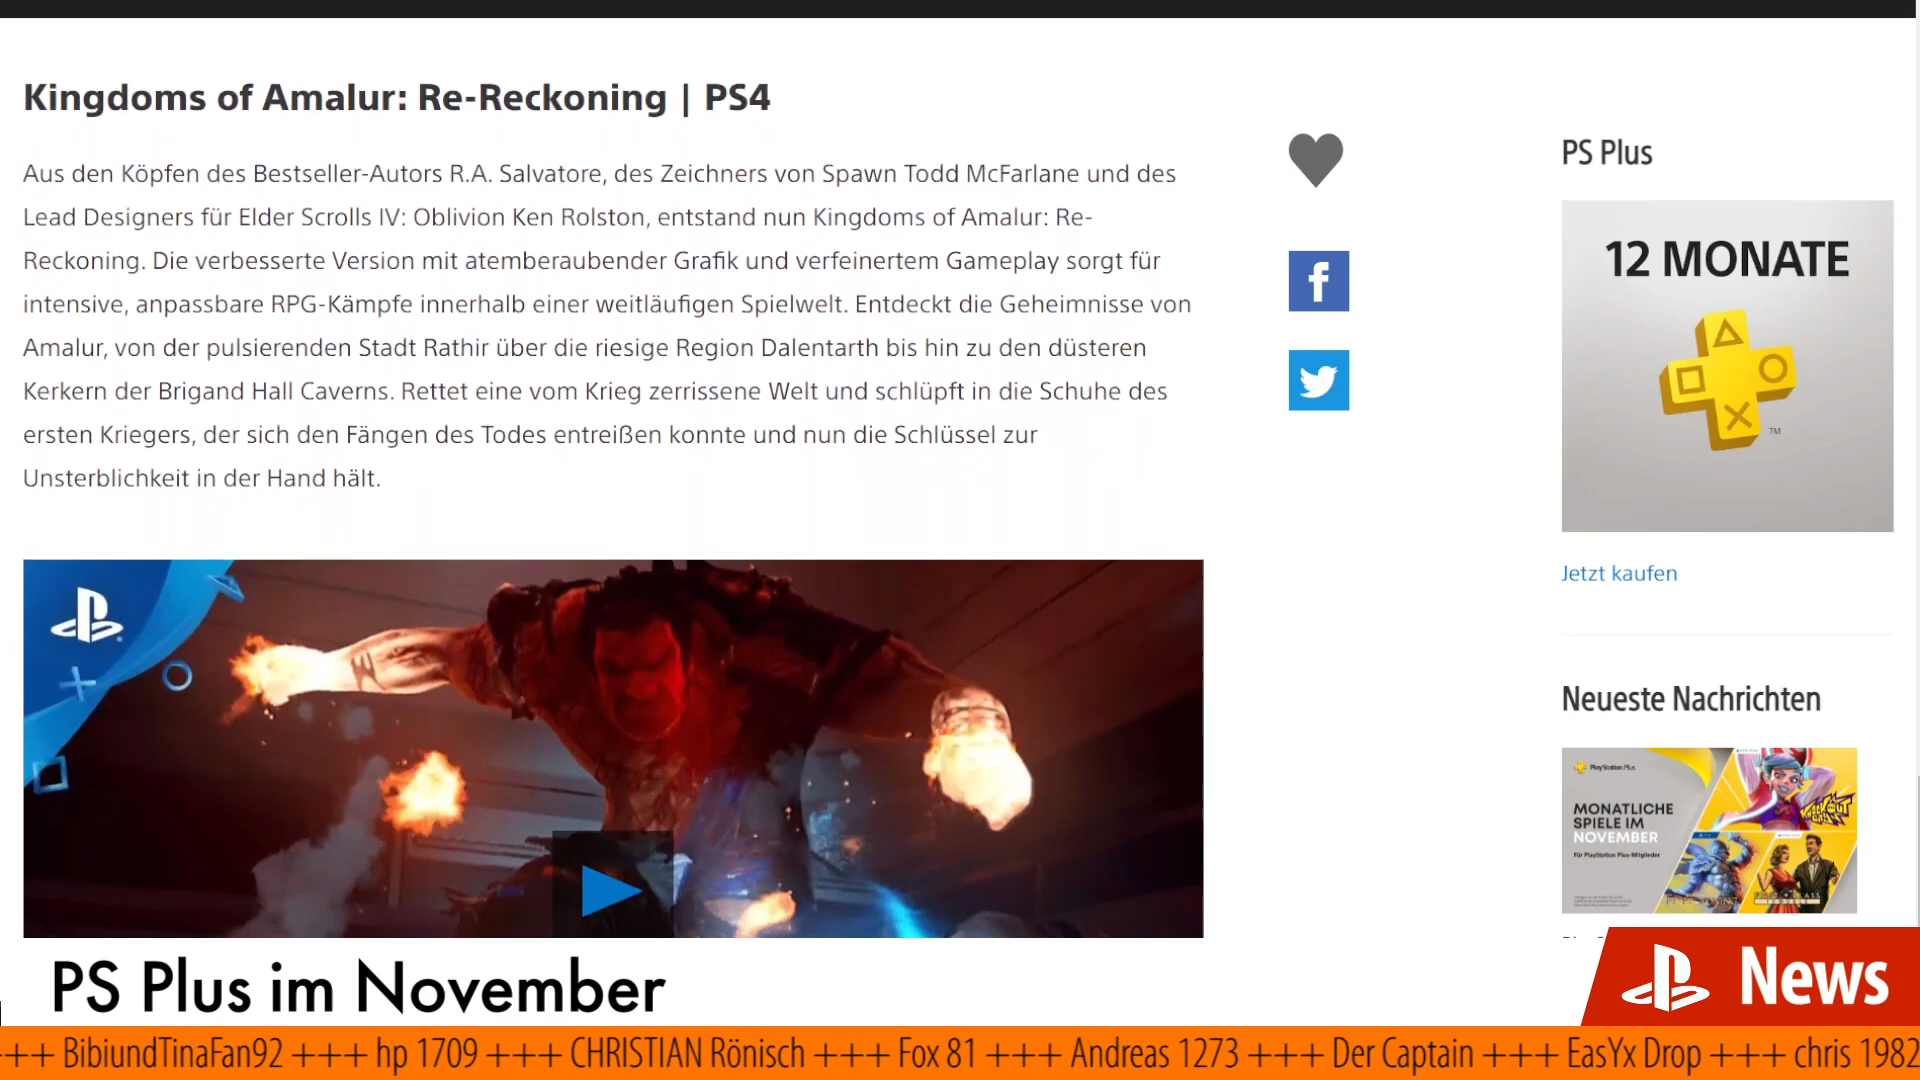 Kingdoms of Amalur: Re-Reckoning | PS4
Aus den Köpfen des Bestseller-Autors R.A. Salvatore, des Zeichners von Spawn Todd McFarlane und des
Lead Designers für Elder Scrolls IV: Oblivion Ken Rolston, entstand nun Kingdoms of Amalur: Re-
Reckoning. Die verbesserte Version mit atemberaubender Grafik und verfeinertem Gameplay sorgt für
intensive, anpassbare RPG-Kämpfe innerhalb einer weitläufigen Spielwelt. Entdeckt die Geheimnisse von
Amalur, von der pulsierenden Stadt Rathir über die riesige Region Dalentarth bis hin zu den düsteren
Kerkern der Brigand Hall Caverns. Rettet eine vom Krieg zerrissene Welt und schlüpft in die Schuhe des
ersten Kriegers, der sich den Fängen des Todes entreißen konnte und nun die Schlüssel zur
Unsterblichkeit in der Hand hält.
PS Plus
12 MONATE
TM
Jetzt kaufen
Neueste Nachrichten
PlayStation Plus
MONATLICHE
SPIELE IM
NOVEMBER
Für PlayStation Plus-Mitglieder
PS Plus im November
News
++ BibiundTinaFan92 +++ hp 1709 +++ CHRISTIAN Rönisch +++ Fox 81 +++ Andreas 1273 +++ Der Captain +++ EasYx Drop +++ chris 1982